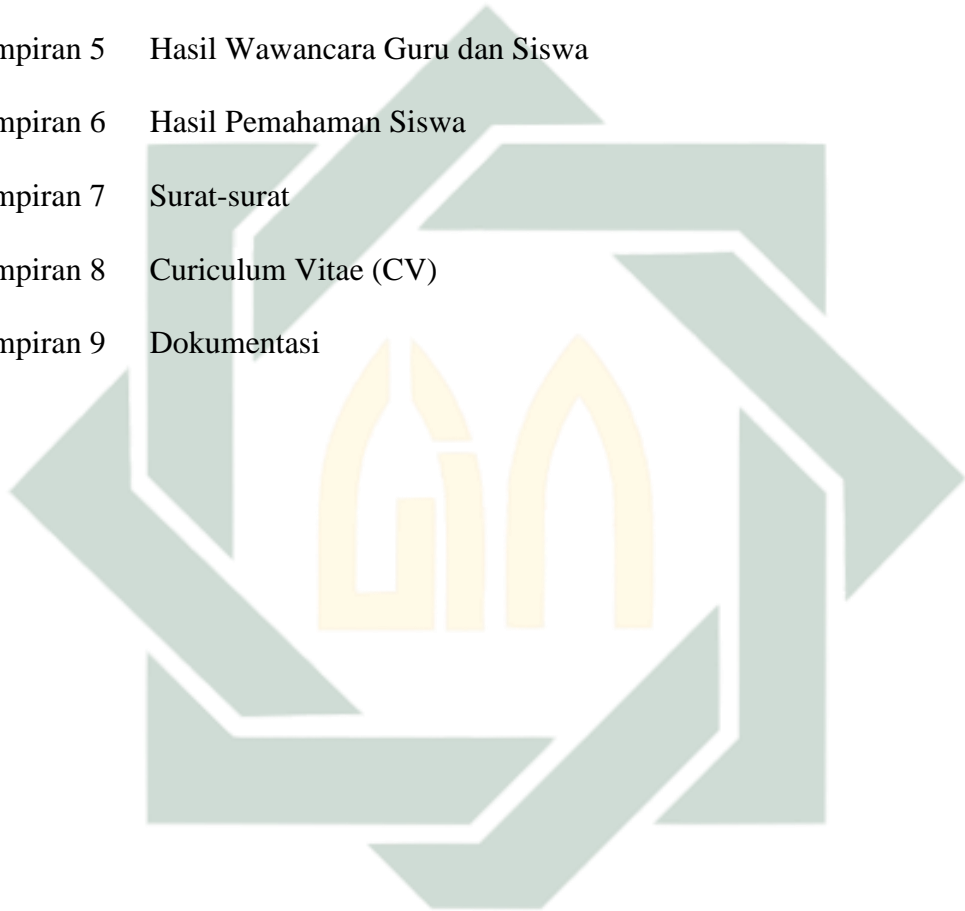 mpiran 5 Hasil Wawancara Guru dan Siswa
mpiran 6 Hasil Pemahaman Siswa
mpiran 7 Surat-surat
mpiran 8 Curiculum Vitae (CV)
mpiran 9 Dokumentasi